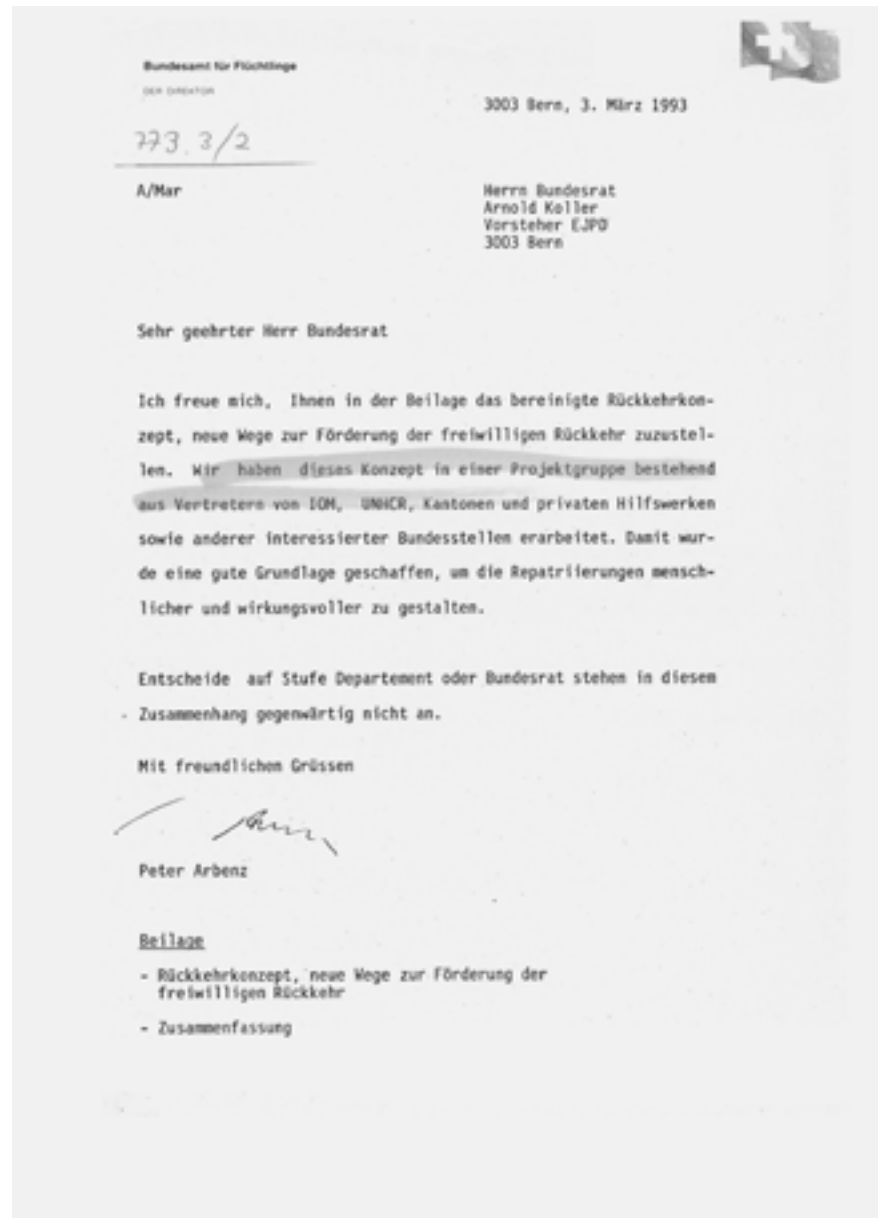 Bundesamt für Flüchtlinge
DER DIREKTOR
3003 Bern, 3. März 1993
773.3/2
A/Mar
Herrn Bundesrat
Arnold Koller
Vorsteher EJPD
3003 Bern
Sehr geehrter Herr Bundesrat
Ich freue mich, Ihnen in der Beilage das bereinigte Rückkehrkon-
zept, neue Wege zur Förderung der freiwilligen Rückkehr zuzustel-
len. Wir haben dieses Konzept in einer Projektgruppe bestehend
aus Vertretern von IOM, UNHCR, Kantonen und privaten Hilfswerken
sowie anderer interessierter Bundesstellen erarbeitet. Damit wur-
de eine gute Grundlage geschaffen, um die Repatriierungen mensch-
licher und wirkungsvoller zu gestalten.
Entscheide auf Stufe Departement oder Bundesrat stehen in diesem
Zusammenhang gegenwärtig nicht an.
Mit freundlichen Grüssen
Peter Arbenz
Beilage
- Rückkehrkonzept, neue Wege zur Förderung der
freiwilligen Rückkehr
- Zusammenfassung